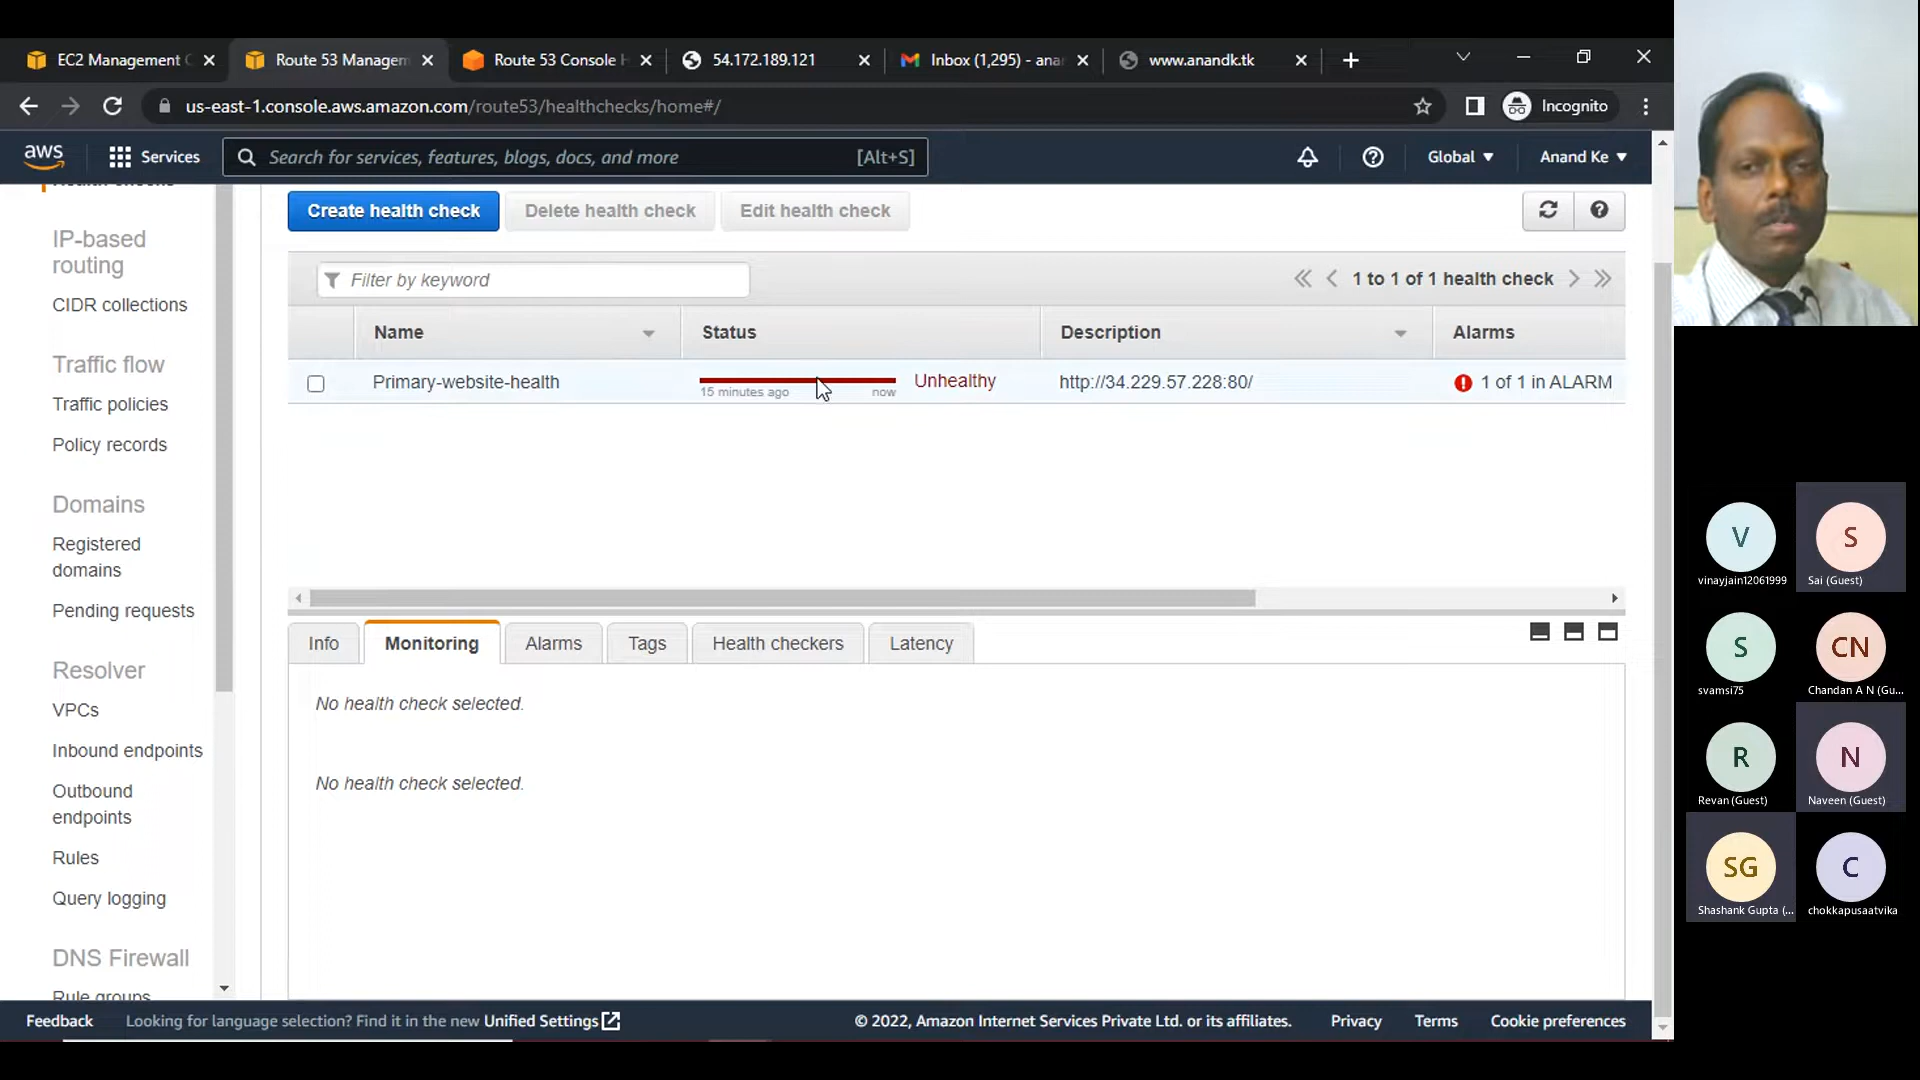 EC2 Management C
Route 53 Managem
Route 53 Console H
54.172.189.121
Inbox (1,295) - ana
www.anandk.tk
us-east-1.console.aws.amazon.com/route53/healthchecks/home#/
Incognito
aws
Services
Search for services, features, blogs, docs, and more
[Alt+S]
Global
Anand Ke
Health checks
IP-based
routing
CIDR collections
Traffic flow
Traffic policies
Policy records
Domains
Registered
domains
Pending requests
Resolver
VPCs
Inbound endpoints
Outbound
endpoints
Rules
Query logging
DNS Firewall
Rule groups
Create health check
Delete health check
Edit health check
Filter by keyword
1 to 1 of 1 health check
Name
Status
Description
Alarms
Primary-website-health
15 minutes ago
now
Unhealthy
http://34.229.57.228:80/
1 of 1 in ALARM
Info
Monitoring
Alarms
Tags
Health checkers
Latency
No health check selected.
No health check selected.
Feedback
Looking for language selection? Find it in the new Unified Settings
© 2022, Amazon Internet Services Private Ltd. or its affiliates.
Privacy
Terms
Cookie preferences
V
vinayjain12061999
S
Sai (Guest)
S
svamsi75
CN
Chandan A N (Gu...
R
Revan (Guest)
N
Naveen (Guest)
SG
Shashank Gupta (...
C
chokkapusaatvika